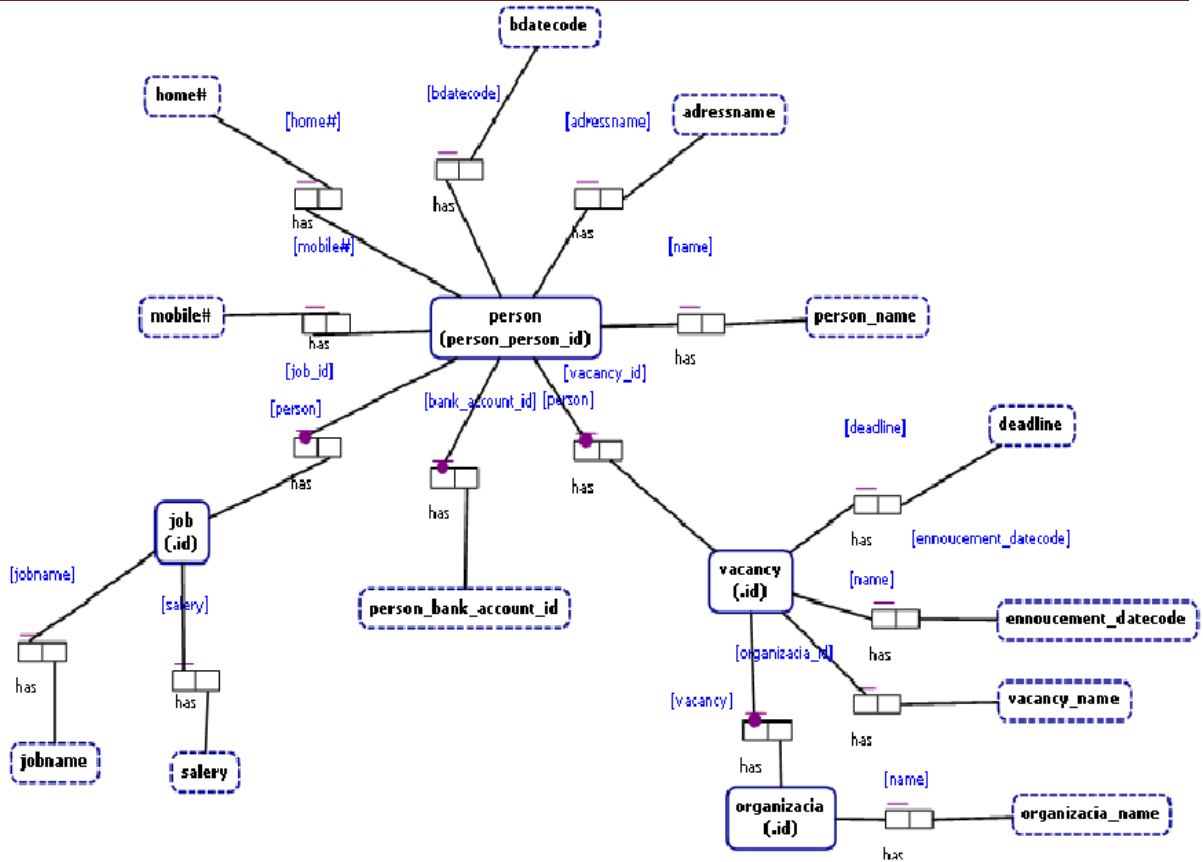 bdatecode
home#
[bdatecode]
adressname
[home#]
[adressname]
has
has
has
[mobile#]
[name]
mobile#
person
(person_person_id)
person_name
has
has
[job_id]
[vacancy_id]
[person]
[bank_account_id]
[person]
[deadline]
deadline
has
has
has
job
(.id)
has
[ennoucement_datecode]
[jobname]
[salery]
person_bank_account_id
vacancy
(.id)
[name]
ennoucement_datecode
has
[organizacia_id]
has
has
[vacancy]
vacancy_name
has
jobname
salery
has
[name]
organizacia
(.id)
organizacia_name
has